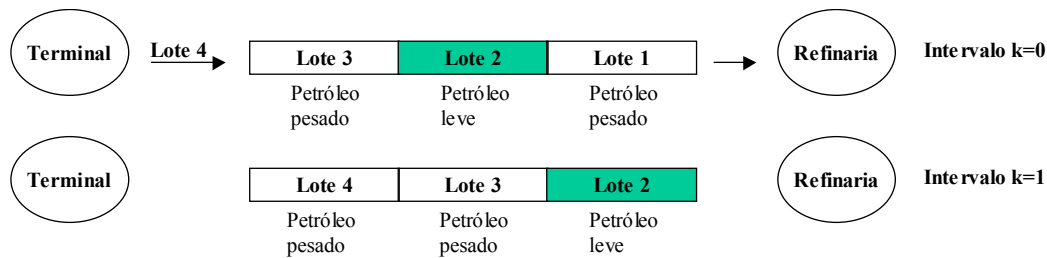 Terminal
Lote 4
Lote 3 Lote 2 Lote 1
Refinaria
Intervalo k=0
Petróleo pesado
Petróleo leve
Petróleo pesado
Terminal
Lote 4 Lote 3 Lote 2
Refinaria
Intervalo k=1
Petróleo pesado
Petróleo pesado
Petróleo leve